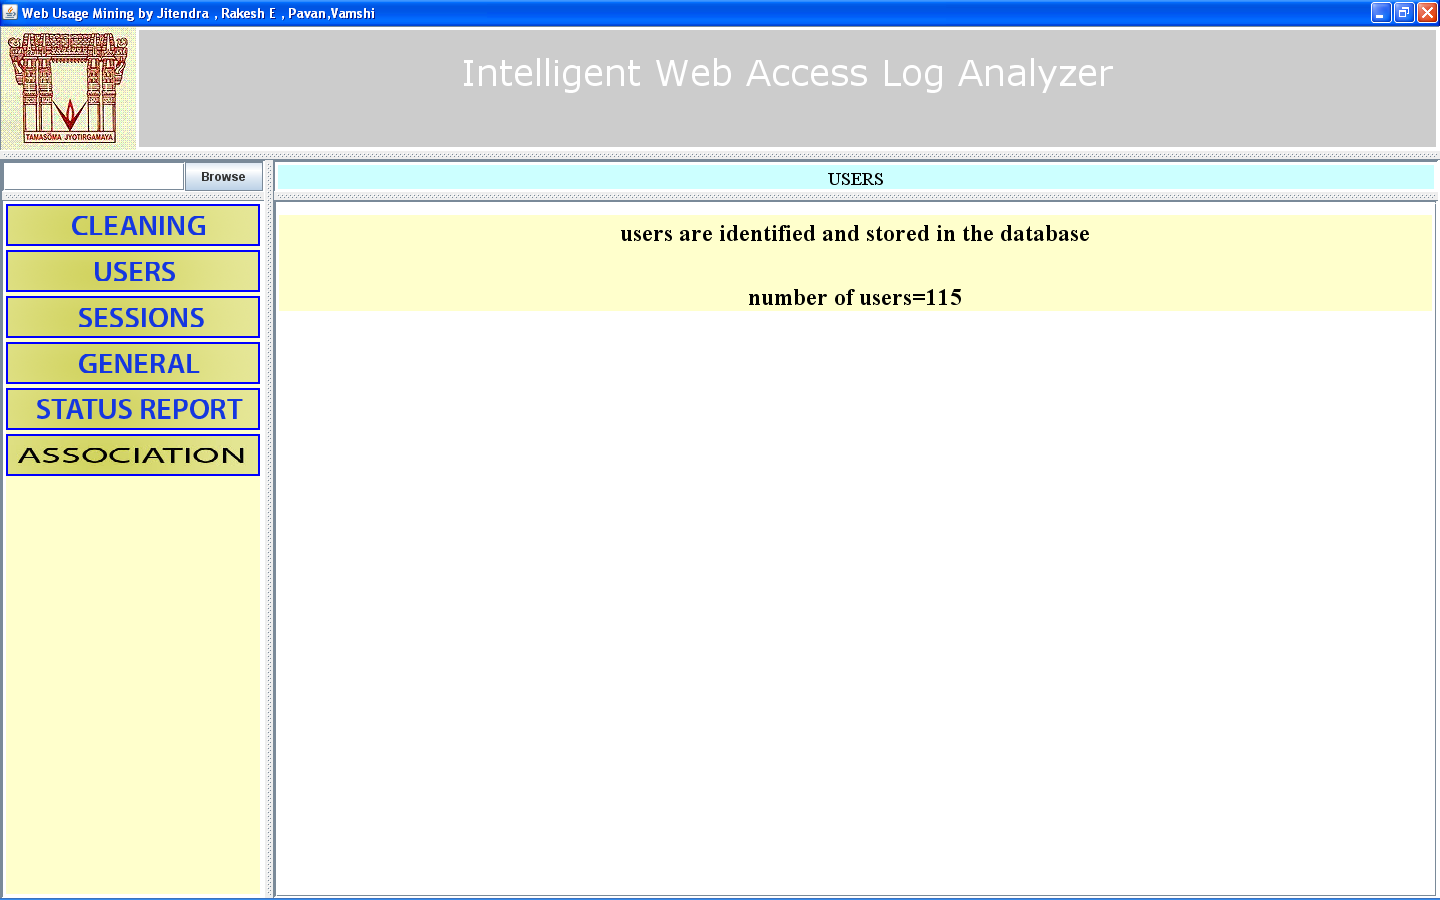 Web Usage Mining by Jitendra , Rakesh E , Pavan,Vamshi
Intelligent Web Access Log Analyzer
TAMASOMA JYOTIRGAMAYA
Browse
USERS
CLEANING
USERS
SESSIONS
GENERAL
STATUS REPORT
ASSOCIATION
users are identified and stored in the database
number of users=115